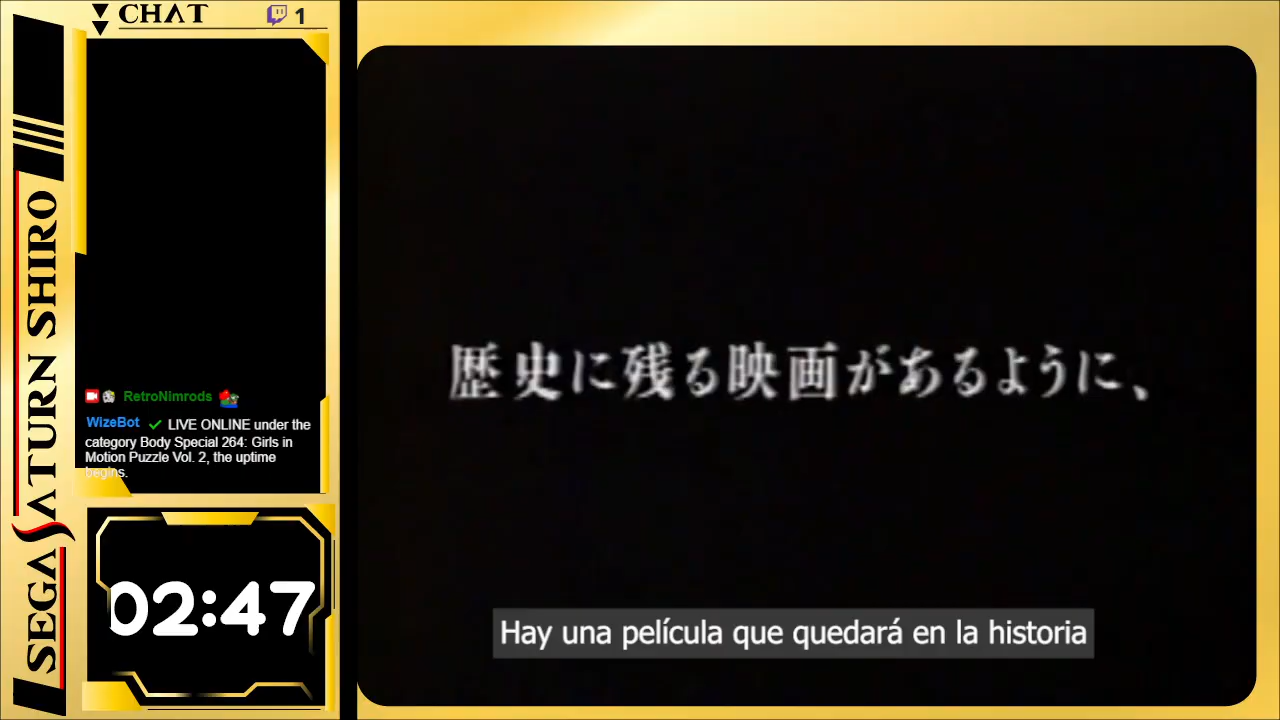 CHAT
1
SEGA SATURN SHIRO
RetroNimrods
WizeBot LIVE ONLINE under the
category Body Special 264: Girls in
Motion Puzzle Vol. 2, the uptime
begins.
02:47
歴史に残る映画があるように、
Hay una película que quedará en la historia